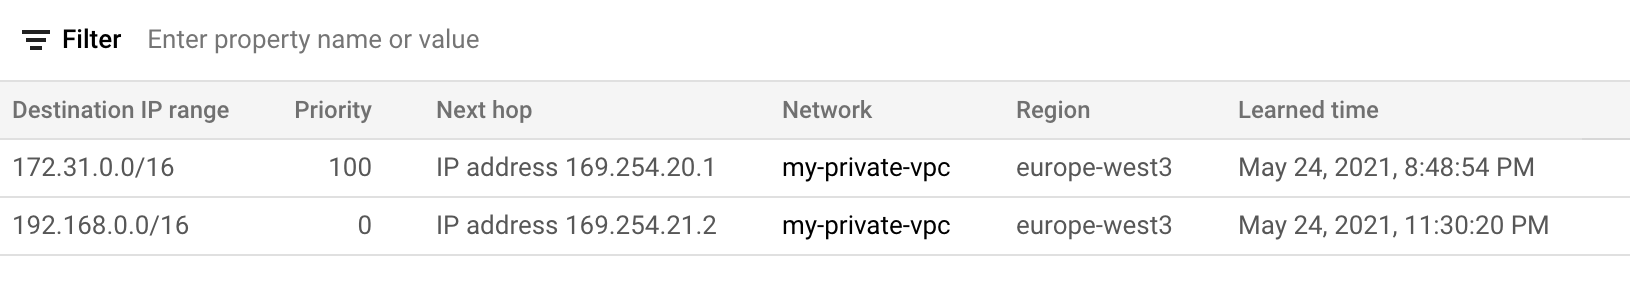 Filter Enter property name or value
Destination IP range Priority Next hop Network Region Learned time
172.31.0.0/16 100 IP address 169.254.20.1 my-private-vpc europe-west3 May 24, 2021, 8:48:54 PM
192.168.0.0/16 0 IP address 169.254.21.2 my-private-vpc europe-west3 May 24, 2021, 11:30:20 PM